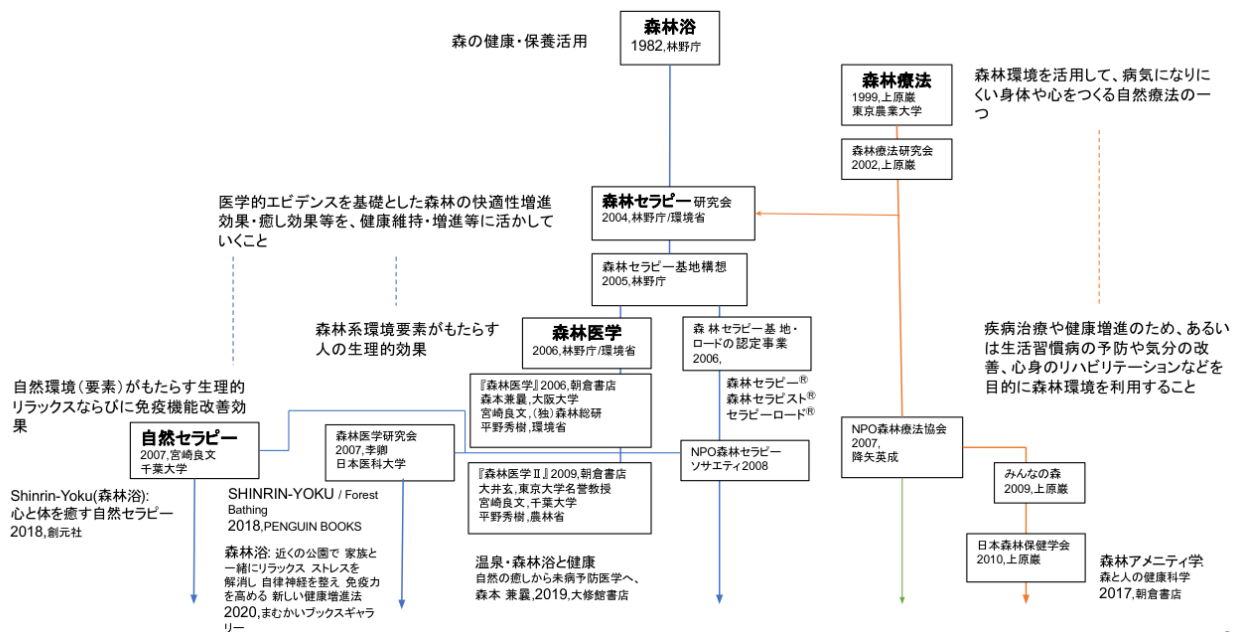 森の健康・保養活用
森林浴
1982,林野庁
森林療法
1999,上原巌
東京農業大学
森林環境を活用して、病気になりに
くい身体や心をつくる自然療法の一
つ
森林療法研究会
2002,上原巌
森林セラピー研究会
2004,林野庁/環境省
医学的エビデンスを基礎とした森林の快適性増進
効果・癒し効果等を、健康維持・増進等に活かして
いくこと
森林セラピー基地構想
2005,林野庁
森林系環境要素がもたらす
人の生理的効果
森林医学
2006,林野庁/環境省
森林セラピー基地・
ロードの認定事業
2006,
疾病治療や健康増進のため、あるい
は生活習慣病の予防や気分の改
善、心身のリハビリテーションなどを
目的に森林環境を利用すること
自然環境(要素)がもたらす生理的
リラックスならびに免疫機能改善効
果
『森林医学』2006,朝倉書店
森本兼曩,大阪大学
宮崎良文,(独)森林総研
平野秀樹,環境省
森林セラピー®
森林セラピスト®
セラピーロード®
自然セラピー
2007,宮崎良文
千葉大学
森林医学研究会
2007,李卿
日本医科大学
NPO森林セラピー
ソサエティ2008
NPO森林療法協会
2007,
降矢英成
『森林医学Ⅱ』2009,朝倉書店
大井玄,東京大学名誉教授
宮崎良文,千葉大学
平野秀樹,農林省
みんなの森
2009,上原巌
Shinrin-Yoku(森林浴):
心と体を癒す自然セラピー
2018,創元社
SHINRIN-YOKU / Forest
Bathing
2018,PENGUIN BOOKS
森林浴: 近くの公園で 家族と
一緒にリラックス ストレスを
解消し 自律神経を整え 免疫力
を高める 新しい健康増進法
2020,まむかいブックスギャラ
リー
温泉・森林浴と健康
自然の癒しから未病予防医学へ、
森本 兼曩,2019,大修館書店
日本森林保健学会
2010,上原巌
森林アメニティ学
森と人の健康科学
2017,朝倉書店